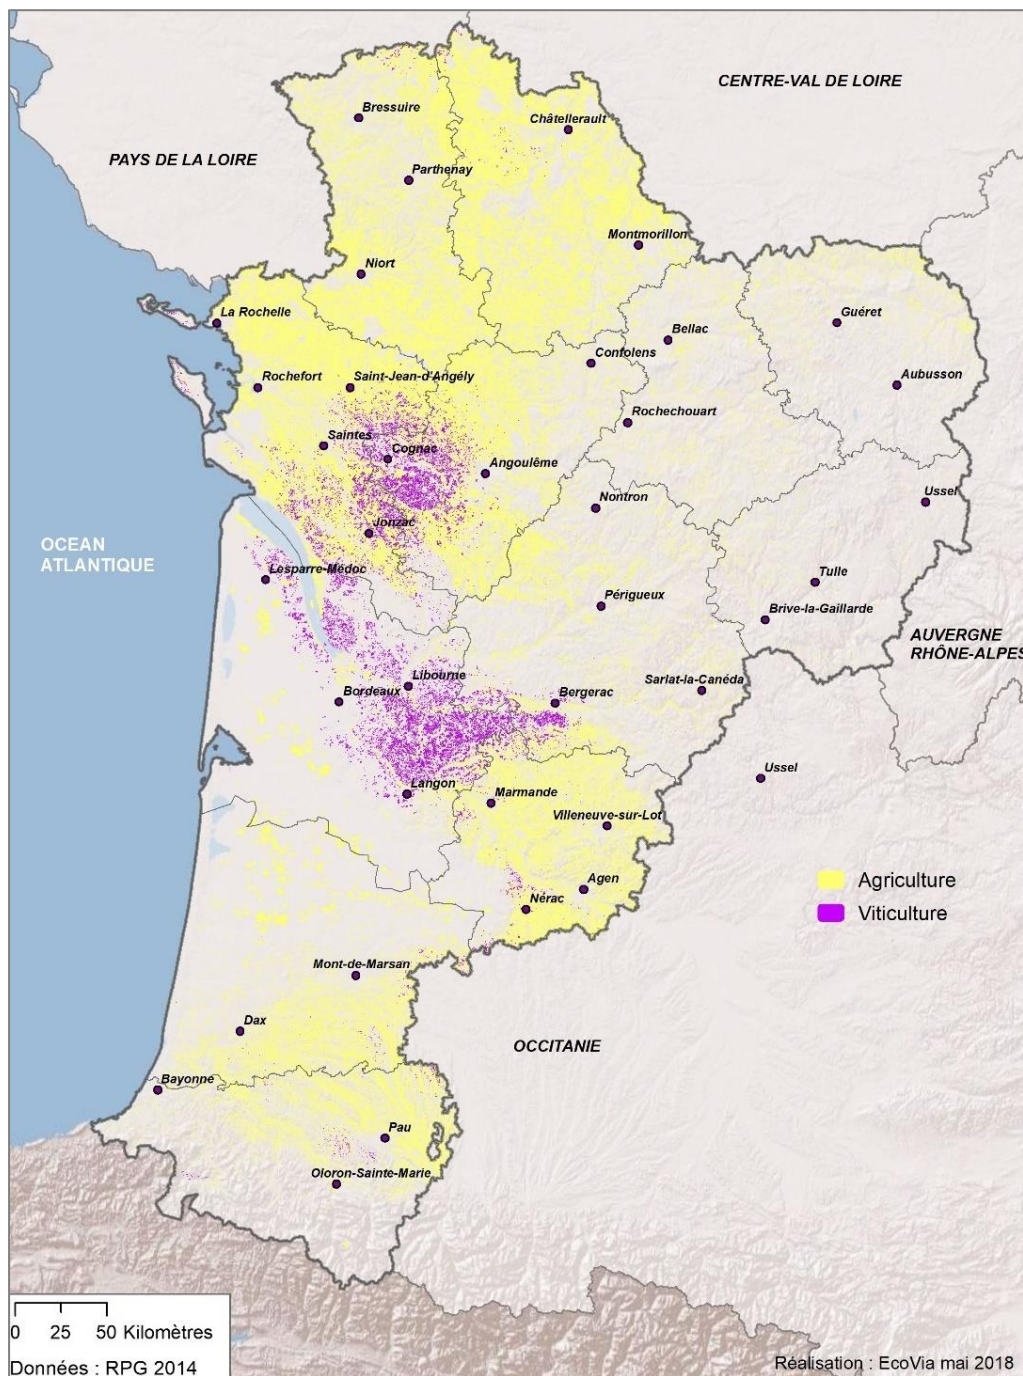 CENTRE-VAL DE LOIRE
Bressuire
Châtellerault
PAYS DE LA LOIRE
Parthenay
Montmorillon
Niort
La Rochelle
Guéret
Bellac
Confolens
Rochefort
Saint-Jean-d'Angély
Aubusson
Rochechouart
Saintes
Cognac
Angoulême
Nontron
Ussel
Jonzac
OCEAN
ATLANTIQUE
Lesparre-Médoc
Tulle
Périgueux
Brive-la-Gaillarde
AUVERGNE
RHÔNE-ALPES
Libourne
Sarlat-la-Canéda
Bordeaux
Bergerac
Ussel
Langon
Marmande
Villeneuve-sur-Lot
Agriculture
Agen
Nérac
Viticulture
Mont-de-Marsan
Dax
OCCITANIE
Bayonne
Pau
Oloron-Sainte-Marie
0 25 50 Kilomètres
Données : RPG 2014
Réalisation : EcoVia mai 2018